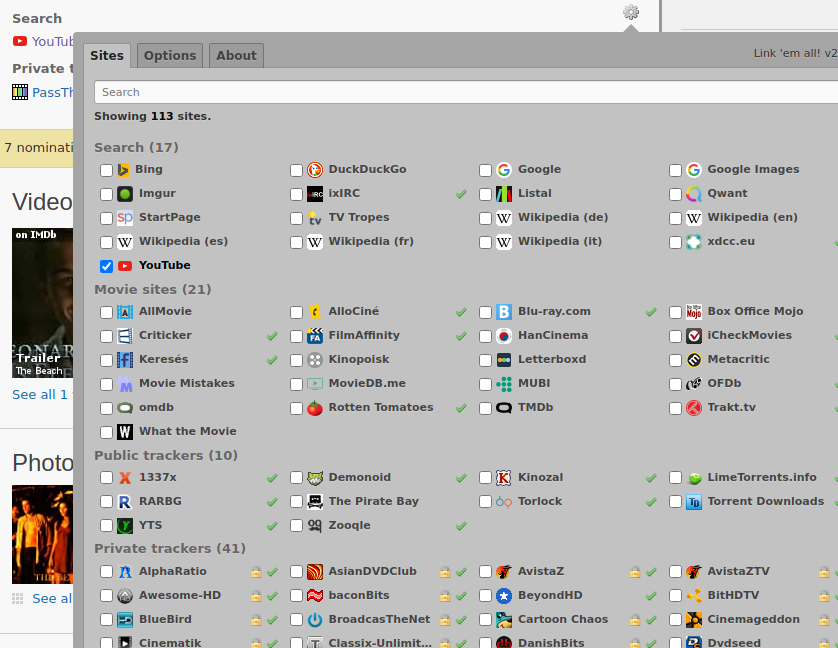 Search
YouTub
Private t
PassTh
7 nominati
Video
on IMDb
Trailer
The Beach
See all 1
Photo
See al
Sites Options About Link 'em all! v2
Search
Showing 113 sites.
Search (17)
Bing DuckDuckGo Google Google Images
Imgur ixIRC Listal Qwant
StartPage TV Tropes Wikipedia (de) Wikipedia (en)
Wikipedia (es) Wikipedia (fr) Wikipedia (it) xdcc.eu
YouTube
Movie sites (21)
AllMovie AlloCiné Blu-ray.com Box Office Mojo
Criticker FilmAffinity HanCinema iCheckMovies
Keresés Kinopoisk Letterboxd Metacritic
Movie Mistakes MovieDB.me MUBI OFDb
omdb Rotten Tomatoes TMDb Trakt.tv
What the Movie
Public trackers (10)
1337x Demonoid Kinozal LimeTorrents.info
RARBG The Pirate Bay Torlock Torrent Downloads
YTS Zooqle
Private trackers (41)
AlphaRatio AsianDVDClub AvistaZ AvistaZTV
Awesome-HD baconBits BeyondHD BitHDTV
BlueBird BroadcasTheNet Cartoon Chaos Cinemageddon
Cinematik Classix-Unlimit... DanishBits Dvdseed